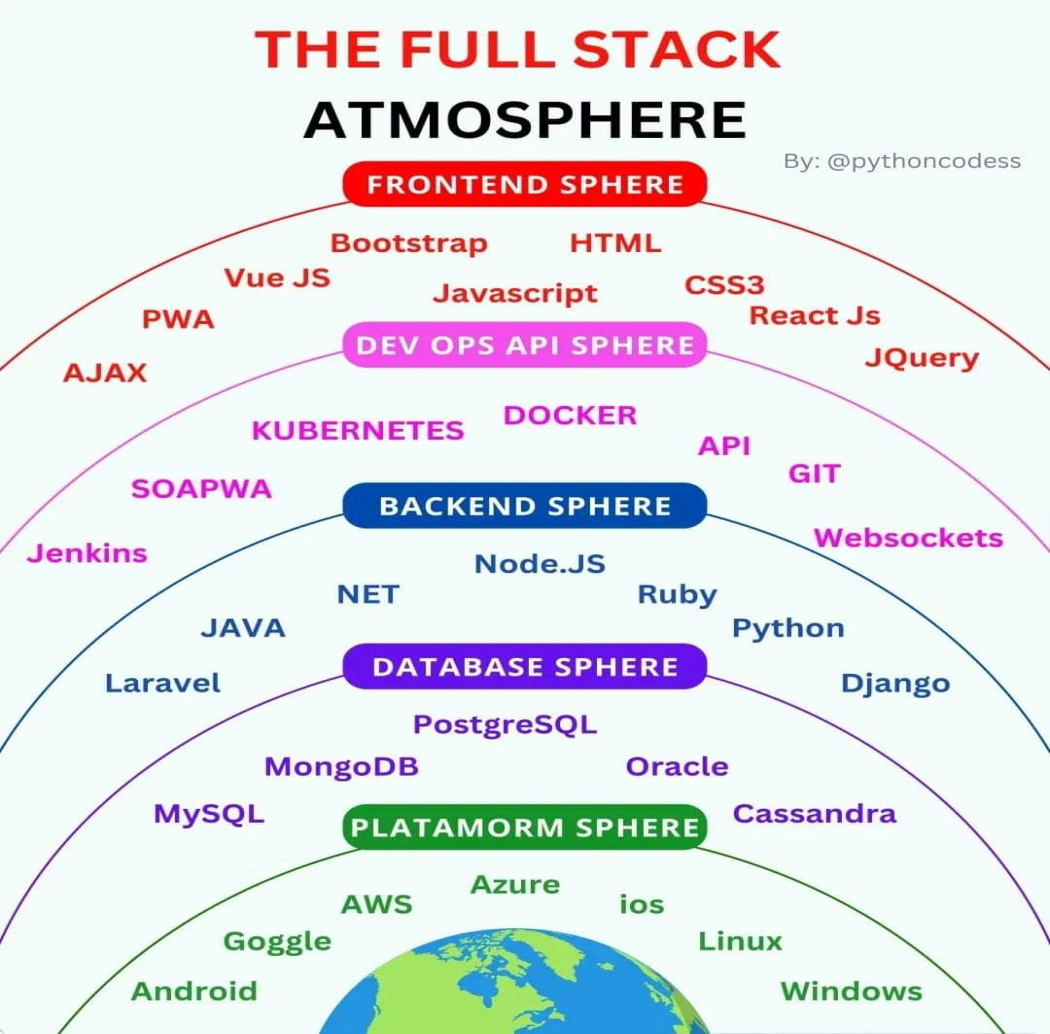 THE FULL STACK
ATMOSPHERE
By: @pythoncodess
FRONTEND SPHERE
Bootstrap
HTML
Vue JS
Javascript
CSS3
PWA
React Js
AJAX
JQuery
DEV OPS API SPHERE
KUBERNETES
DOCKER
API
GIT
SOAPWA
Jenkins
Websockets
BACKEND SPHERE
Node.JS
NET
Ruby
JAVA
Python
Laravel
Django
DATABASE SPHERE
PostgreSQL
MongoDB
Oracle
MySQL
Cassandra
PLATAMORM SPHERE
Azure
AWS
ios
Goggle
Linux
Android
Windows